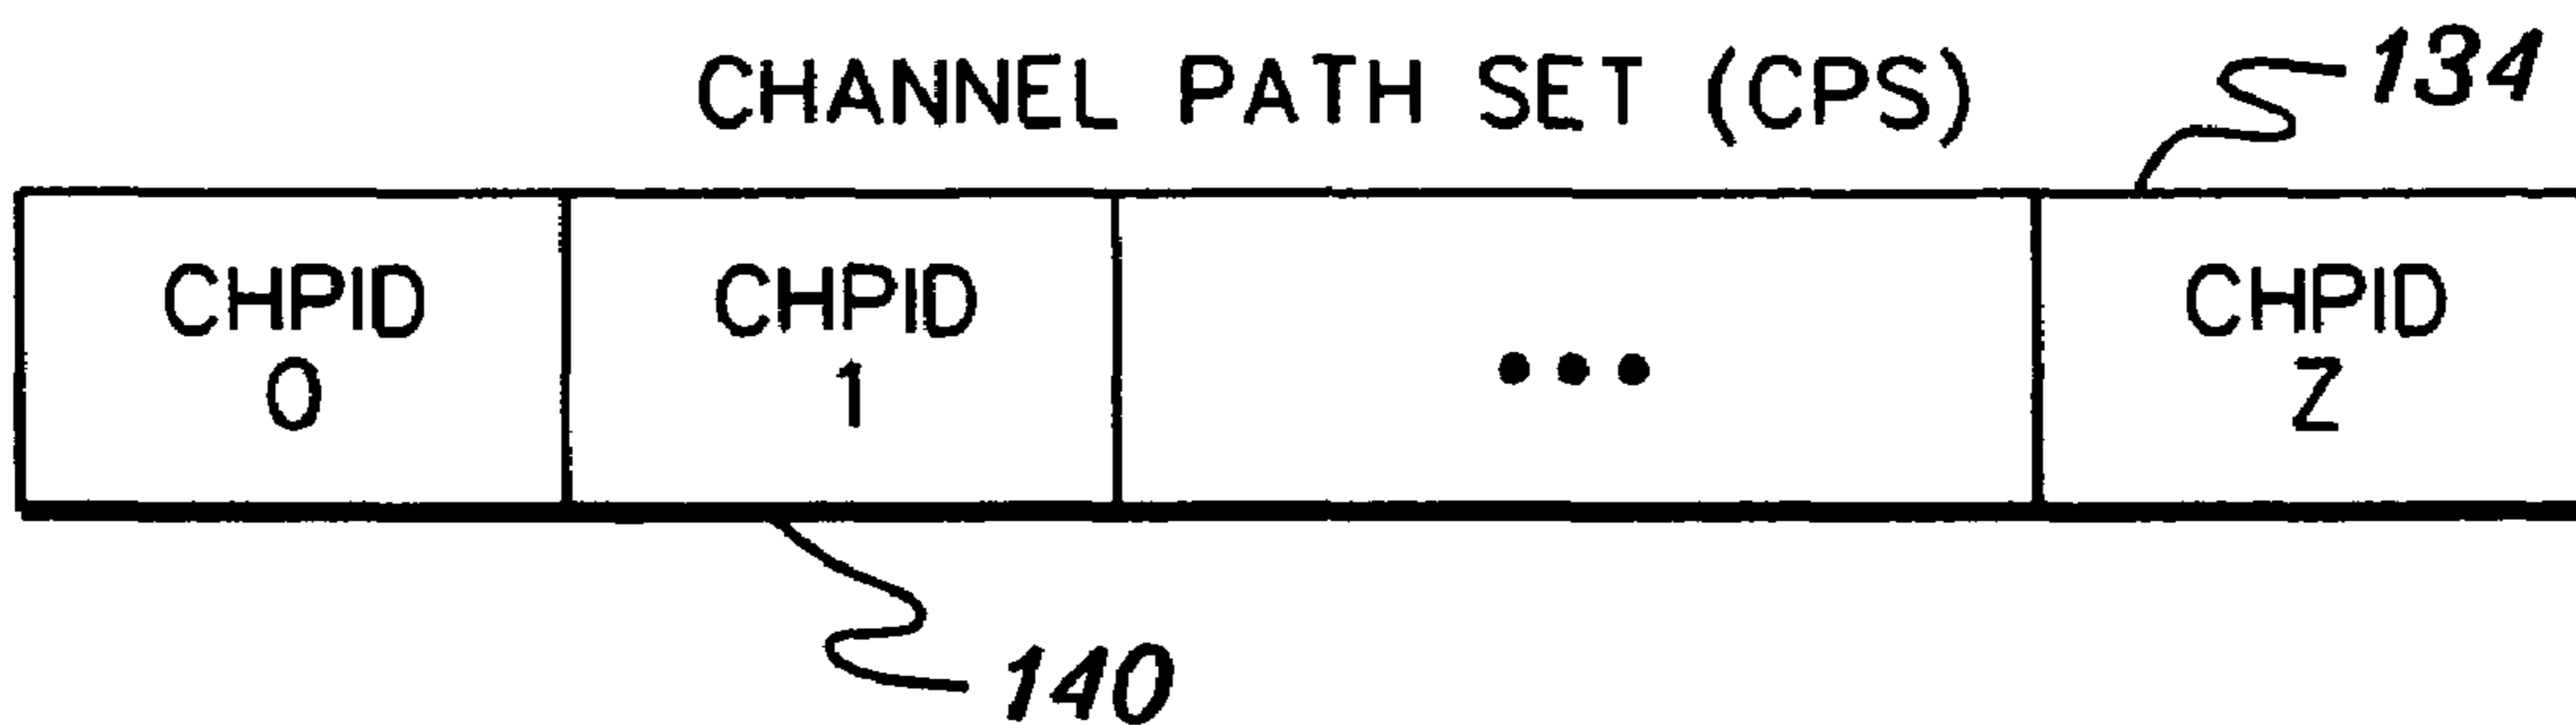 CHANNEL PATH SET (CPS)
134
CHPID
0
CHPID
1
•••
CHPID
Z
140